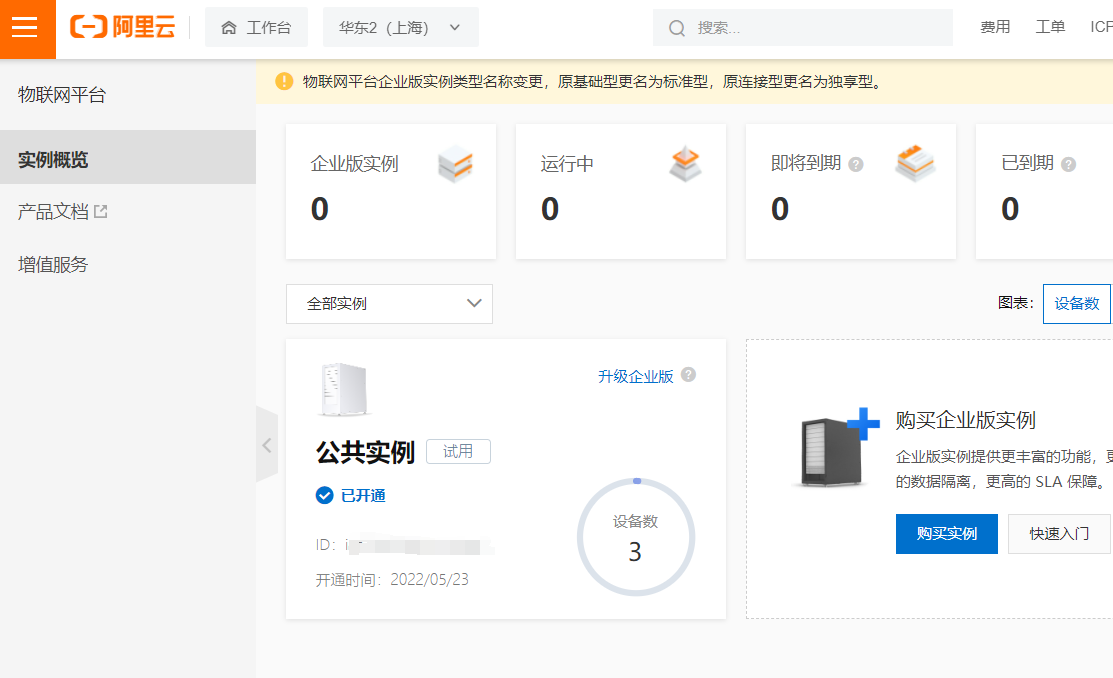 阿里云
工作台
华东2（上海）
搜索...
费用
工单
物联网平台
实例概览
产品文档
增值服务
物联网平台企业版实例类型名称变更，原基础型更名为标准型，原连接型更名为独享型。
企业版实例
0
运行中
0
即将到期
0
已到期
0
全部实例
图表：
设备数
升级企业版
公共实例
试用
已开通
ID：
开通时间：2022/05/23
设备数
3
购买企业版实例
企业版实例提供更丰富的功能，
的数据隔离，更高的 SLA 保障。
购买实例
快速入门